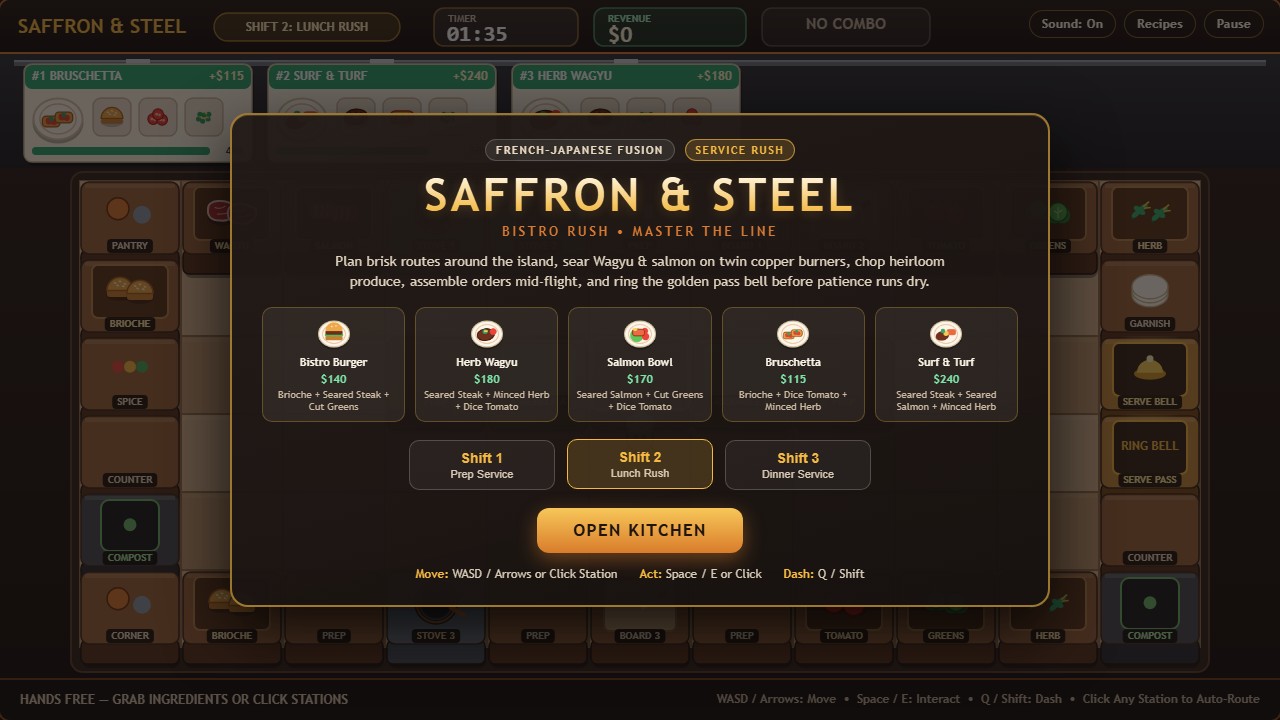 SAFFRON & STEEL
SHIFT 2: LUNCH RUSH
TIMER
01:35
REVENUE
$0
NO COMBO
Sound: On
Recipes
Pause
#1 BRUSCHETTA +$115
#2 SURF & TURF +$240
#3 HERB WAGYU +$180
FRENCH-JAPANESE FUSION
SERVICE RUSH
SAFFRON & STEEL
BISTRO RUSH • MASTER THE LINE
Plan brisk routes around the island, sear Wagyu & salmon on twin copper burners, chop heirloom
produce, assemble orders mid-flight, and ring the golden pass bell before patience runs dry.
Bistro Burger
$140
Brioche + Seared Steak +
Cut Greens
Herb Wagyu
$180
Seared Steak + Minced Herb
+ Dice Tomato
Salmon Bowl
$170
Seared Salmon + Cut Greens
+ Dice Tomato
Bruschetta
$115
Brioche + Dice Tomato +
Minced Herb
Surf & Turf
$240
Seared Steak + Seared
Salmon + Minced Herb
Shift 1
Prep Service
Shift 2
Lunch Rush
Shift 3
Dinner Service
OPEN KITCHEN
Move: WASD / Arrows or Click Station
Act: Space / E or Click
Dash: Q / Shift
PANTRY
BRIOCHE
SPICE
COUNTER
COMPOST
CORNER
HERB
GARNISH
SERVE BELL
RING BELL
SERVE PASS
COUNTER
COMPOST
BRIOCHE
PREP
STOVE 3
PREP
BOARD 3
PREP
TOMATO
GREENS
HERB
HANDS FREE — GRAB INGREDIENTS OR CLICK STATIONS
WASD / Arrows: Move • Space / E: Interact • Q / Shift: Dash • Click Any Station to Auto-Route